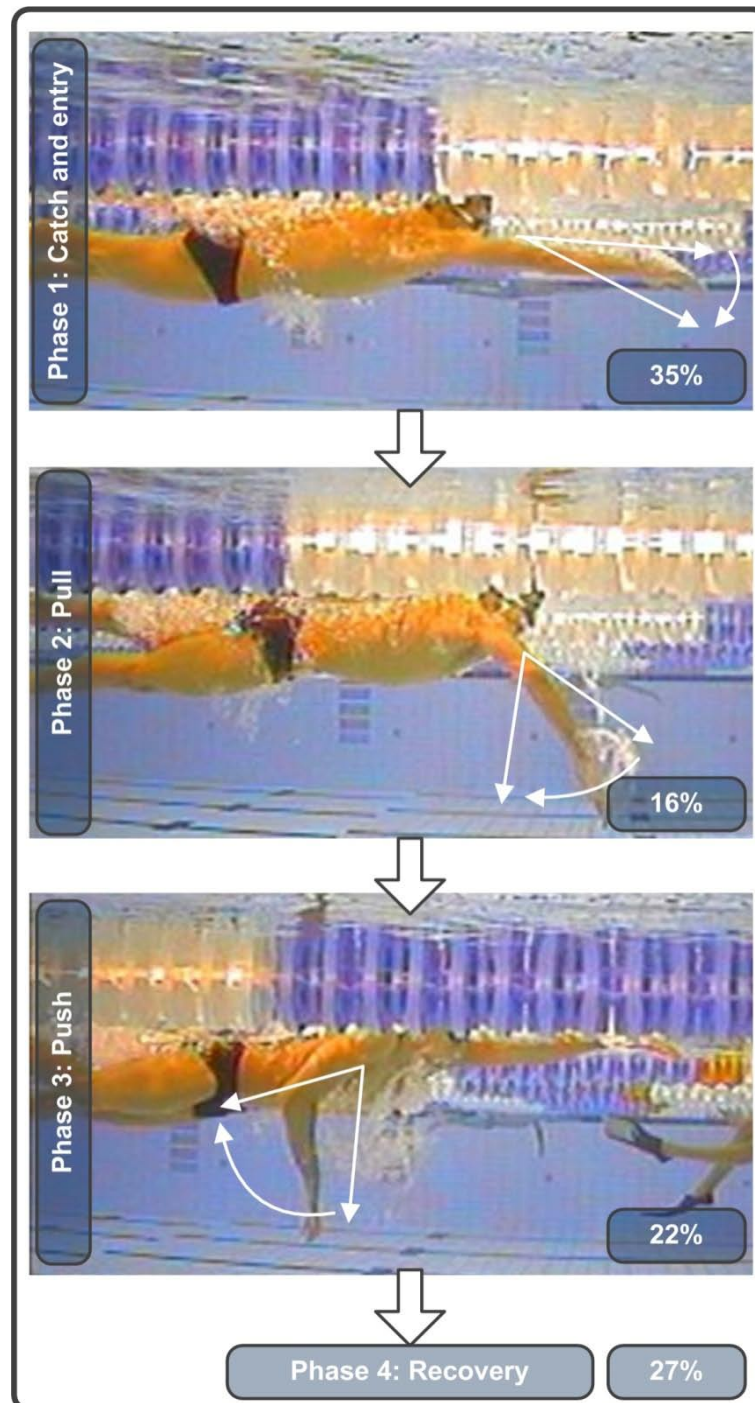 Phase 1: Catch and entry
35%
Phase 2: Pull
16%
Phase 3: Push
22%
Phase 4: Recovery
27%